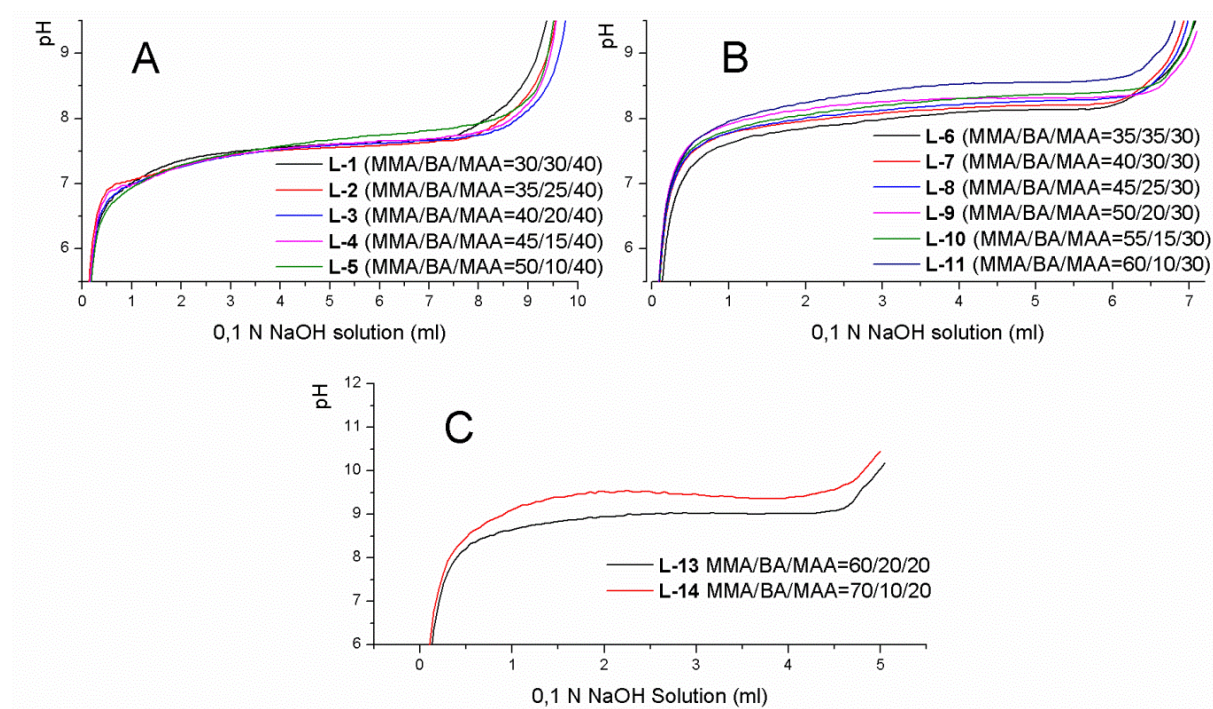 A
pH
9
8
7
6
L-1 (MMA/BA/MAA=30/30/40)
L-2 (MMA/BA/MAA=35/25/40)
L-3 (MMA/BA/MAA=40/20/40)
L-4 (MMA/BA/MAA=45/15/40)
L-5 (MMA/BA/MAA=50/10/40)
0 1 2 3 4 5 6 7 8 9 10
0,1 N NaOH solution (ml)
B
pH
9
8
7
6
L-6 (MMA/BA/MAA=35/35/30)
L-7 (MMA/BA/MAA=40/30/30)
L-8 (MMA/BA/MAA=45/25/30)
L-9 (MMA/BA/MAA=50/20/30)
L-10 (MMA/BA/MAA=55/15/30)
L-11 (MMA/BA/MAA=60/10/30)
0 1 2 3 4 5 6 7
0,1 N NaOH solution (ml)
C
pH
12
11
10
9
8
7
6
L-13 MMA/BA/MAA=60/20/20
L-14 MMA/BA/MAA=70/10/20
0 1 2 3 4 5
0,1 N NaOH Solution (ml)